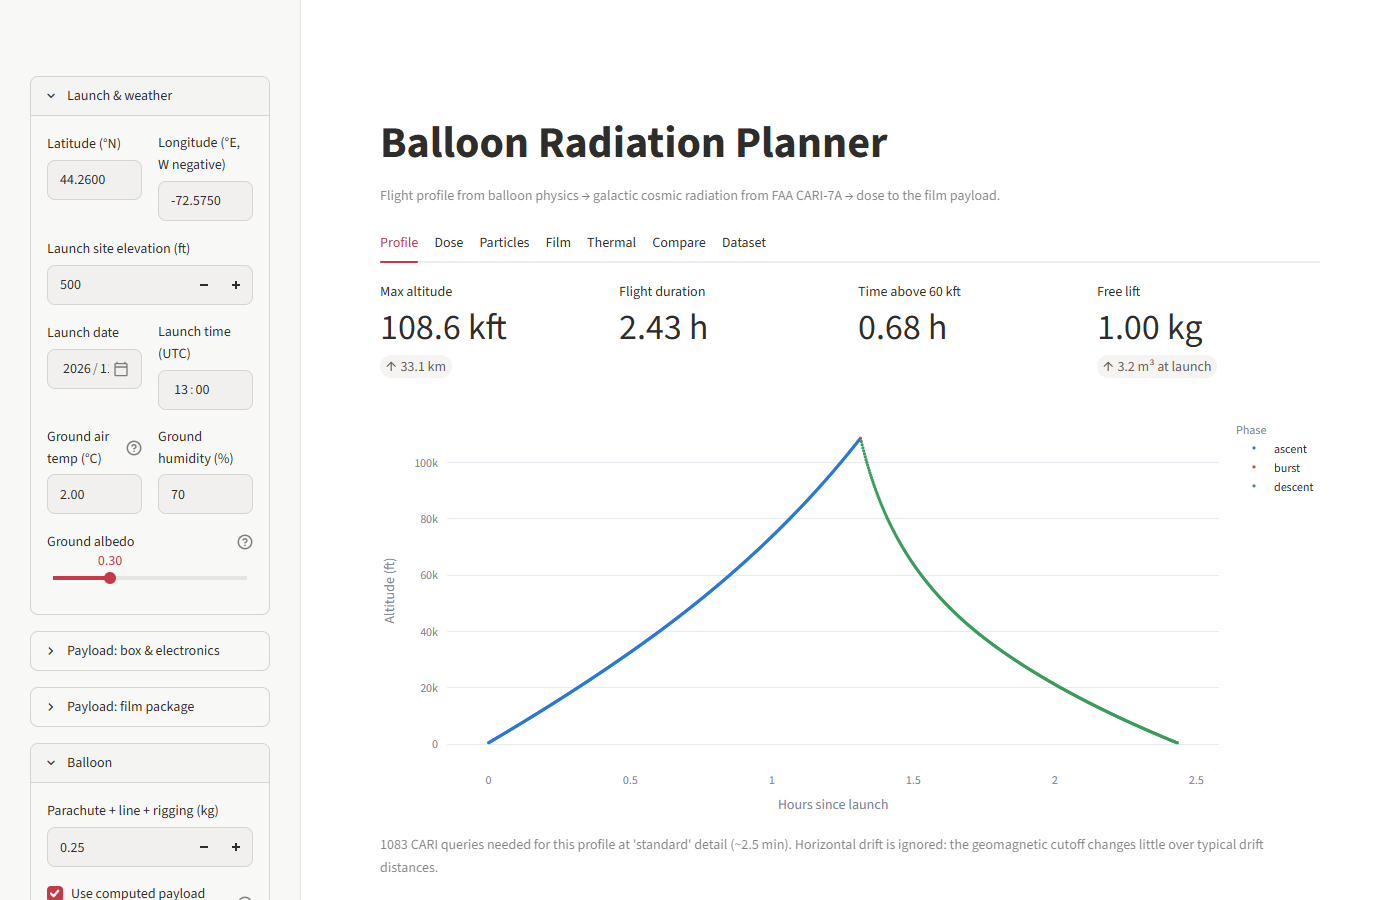 Launch & weather
Latitude (°N)
Longitude (°E,
W negative)
44.2600
-72.5750
Launch site elevation (ft)
500
Launch date
Launch time
(UTC)
2026 / 1.
13 : 00
Ground air
temp (°C)
Ground
humidity (%)
2.00
70
Ground albedo
0.30
Payload: box & electronics
Payload: film package
Balloon
Parachute + line + rigging (kg)
0.25
Use computed payload
Balloon Radiation Planner
Flight profile from balloon physics → galactic cosmic radiation from FAA CARI-7A → dose to the film payload.
Profile Dose Particles Film Thermal Compare Dataset
Max altitude
108.6 kft
↑ 33.1 km
Flight duration
2.43 h
Time above 60 kft
0.68 h
Free lift
1.00 kg
↑ 3.2 m³ at launch
Phase
ascent
burst
descent
Altitude (ft)
100k
80k
60k
40k
20k
0
0 0.5 1 1.5 2 2.5
Hours since launch
1083 CARI queries needed for this profile at 'standard' detail (~2.5 min). Horizontal drift is ignored: the geomagnetic cutoff changes little over typical drift
distances.